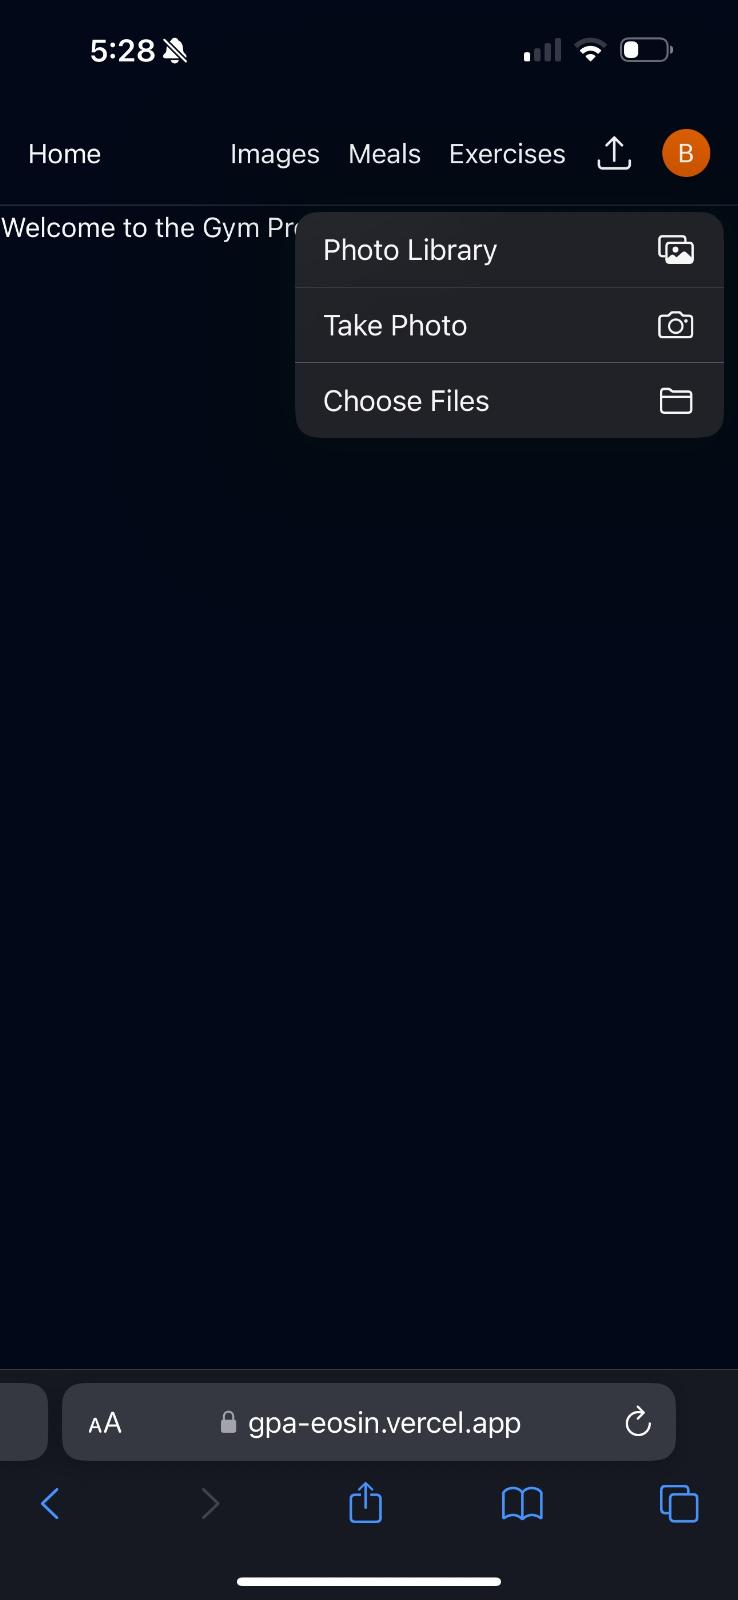 5:28
Home Images Meals Exercises B
Welcome to the Gym
Photo Library
Take Photo
Choose Files
AA gpa-eosin.vercel.app